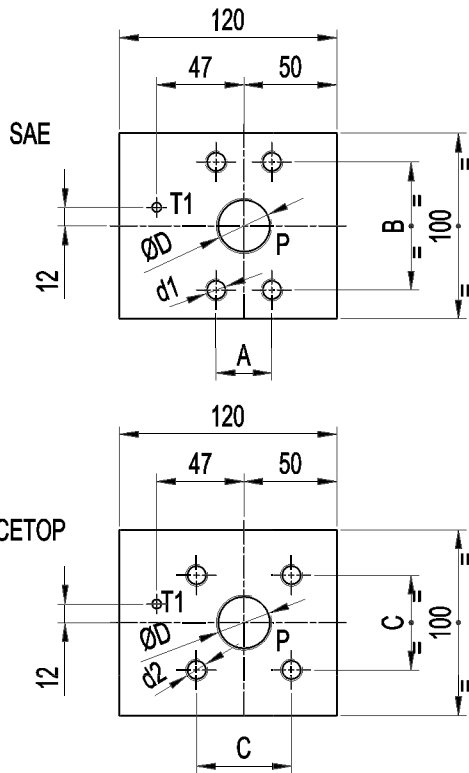 120
47 50
SAE
= 
T1
B 100
ØD P
12
d1
=
A
=
120
47 50
CETOP
=
T1
=
ØD P C 100
12
d2
=
C
=